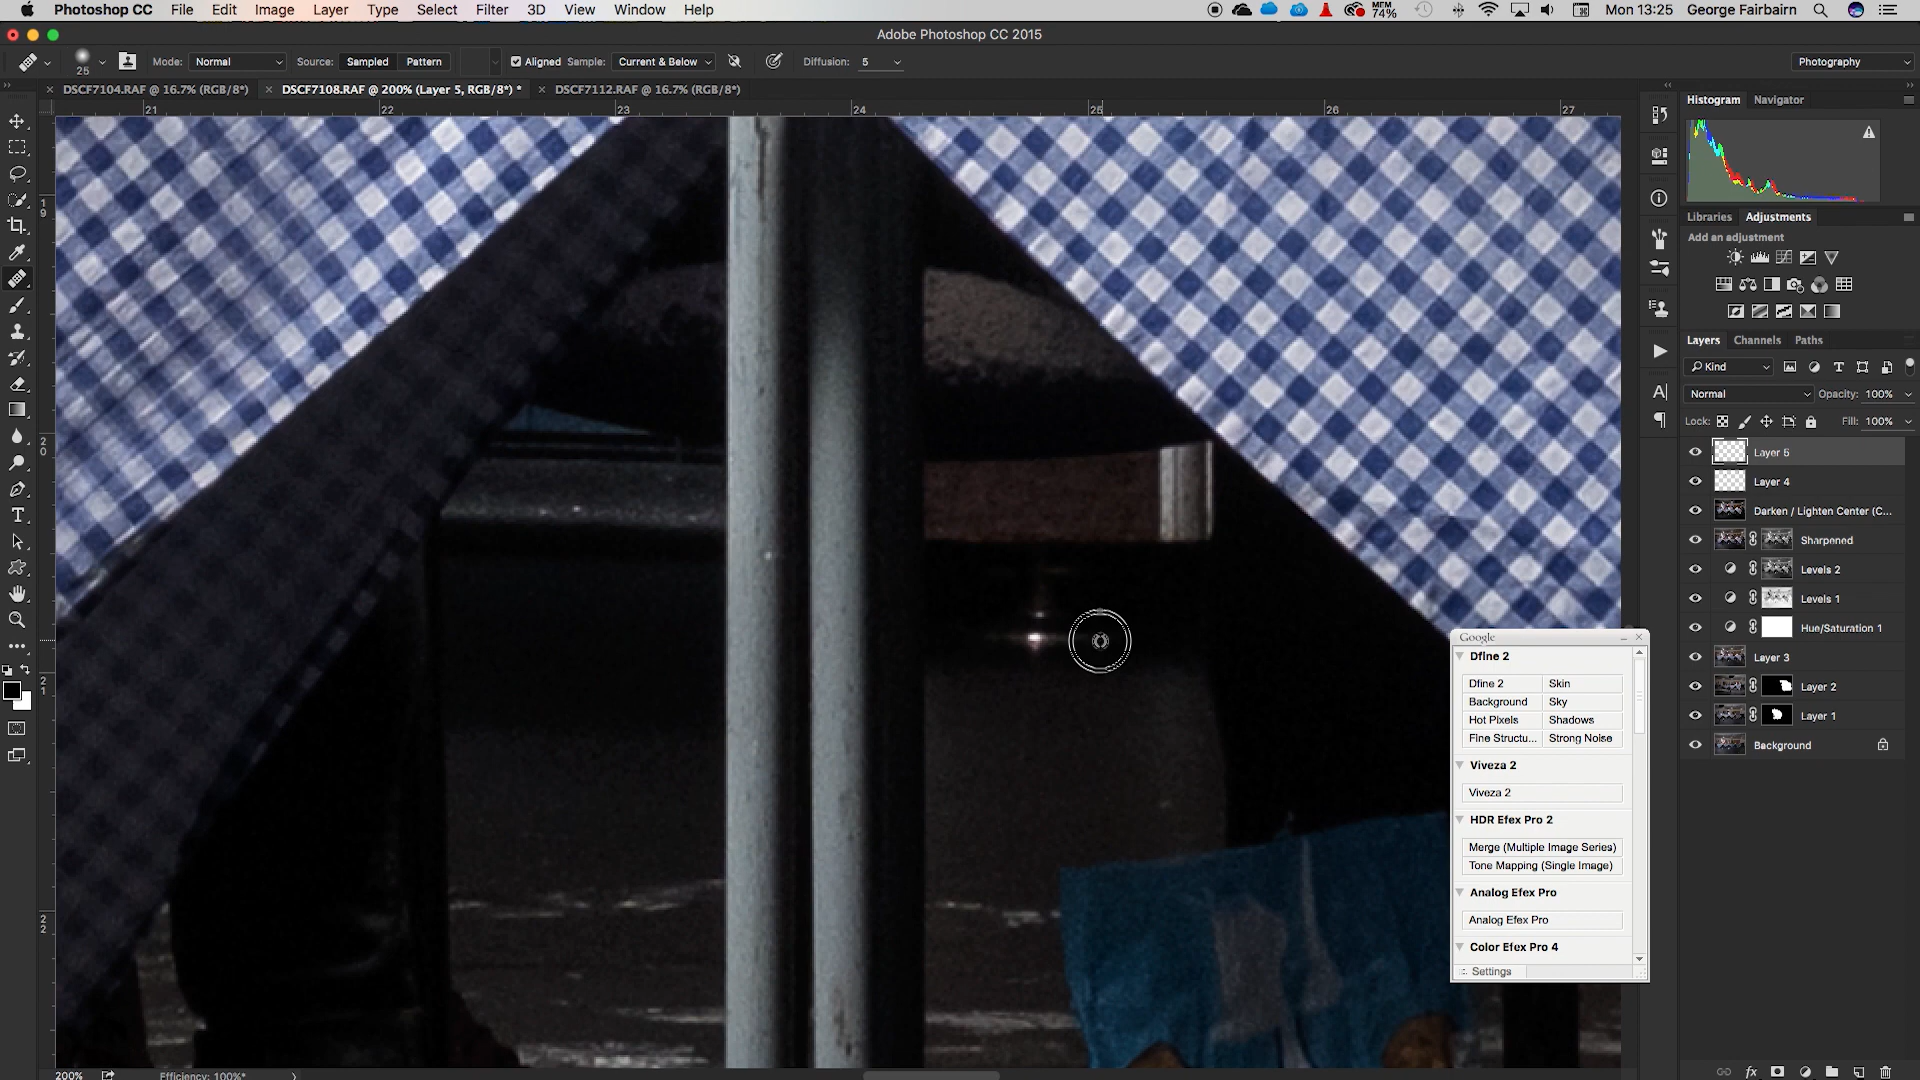 Photoshop CC File Edit Image Layer Type Select Filter 3D View Window Help MEM 74% Mon 13:25 George Fairbairn
Adobe Photoshop CC 2015
25 Mode: Normal Source: Sampled Pattern Aligned Sample: Current & Below Diffusion: 5 Photography
DSCF7104.RAF @ 16.7% (RGB/8*) DSCF7108.RAF @ 200% (Layer 5, RGB/8*) * DSCF7112.RAF @ 16.7% (RGB/8*)
21 22 23 24 25 26 27
Histogram Navigator
19
Libraries Adjustments
Add an adjustment
Layers Channels Paths
Kind
Normal Opacity: 100%
Lock: Fill: 100%
20
Layer 5
Layer 4
Darken / Lighten Center (C...
Sharpened
Levels 2
Levels 1
Hue/Saturation 1
Layer 3
Layer 2
Layer 1
Background
21
Google
Dfine 2
Dfine 2 Skin
Background Sky
Hot Pixels Shadows
Fine Structu... Strong Noise
Viveza 2
Viveza 2
HDR Efex Pro 2
Merge (Multiple Image Series)
Tone Mapping (Single Image)
Analog Efex Pro
Analog Efex Pro
Color Efex Pro 4
Settings
22
200% Efficiency: 100%*